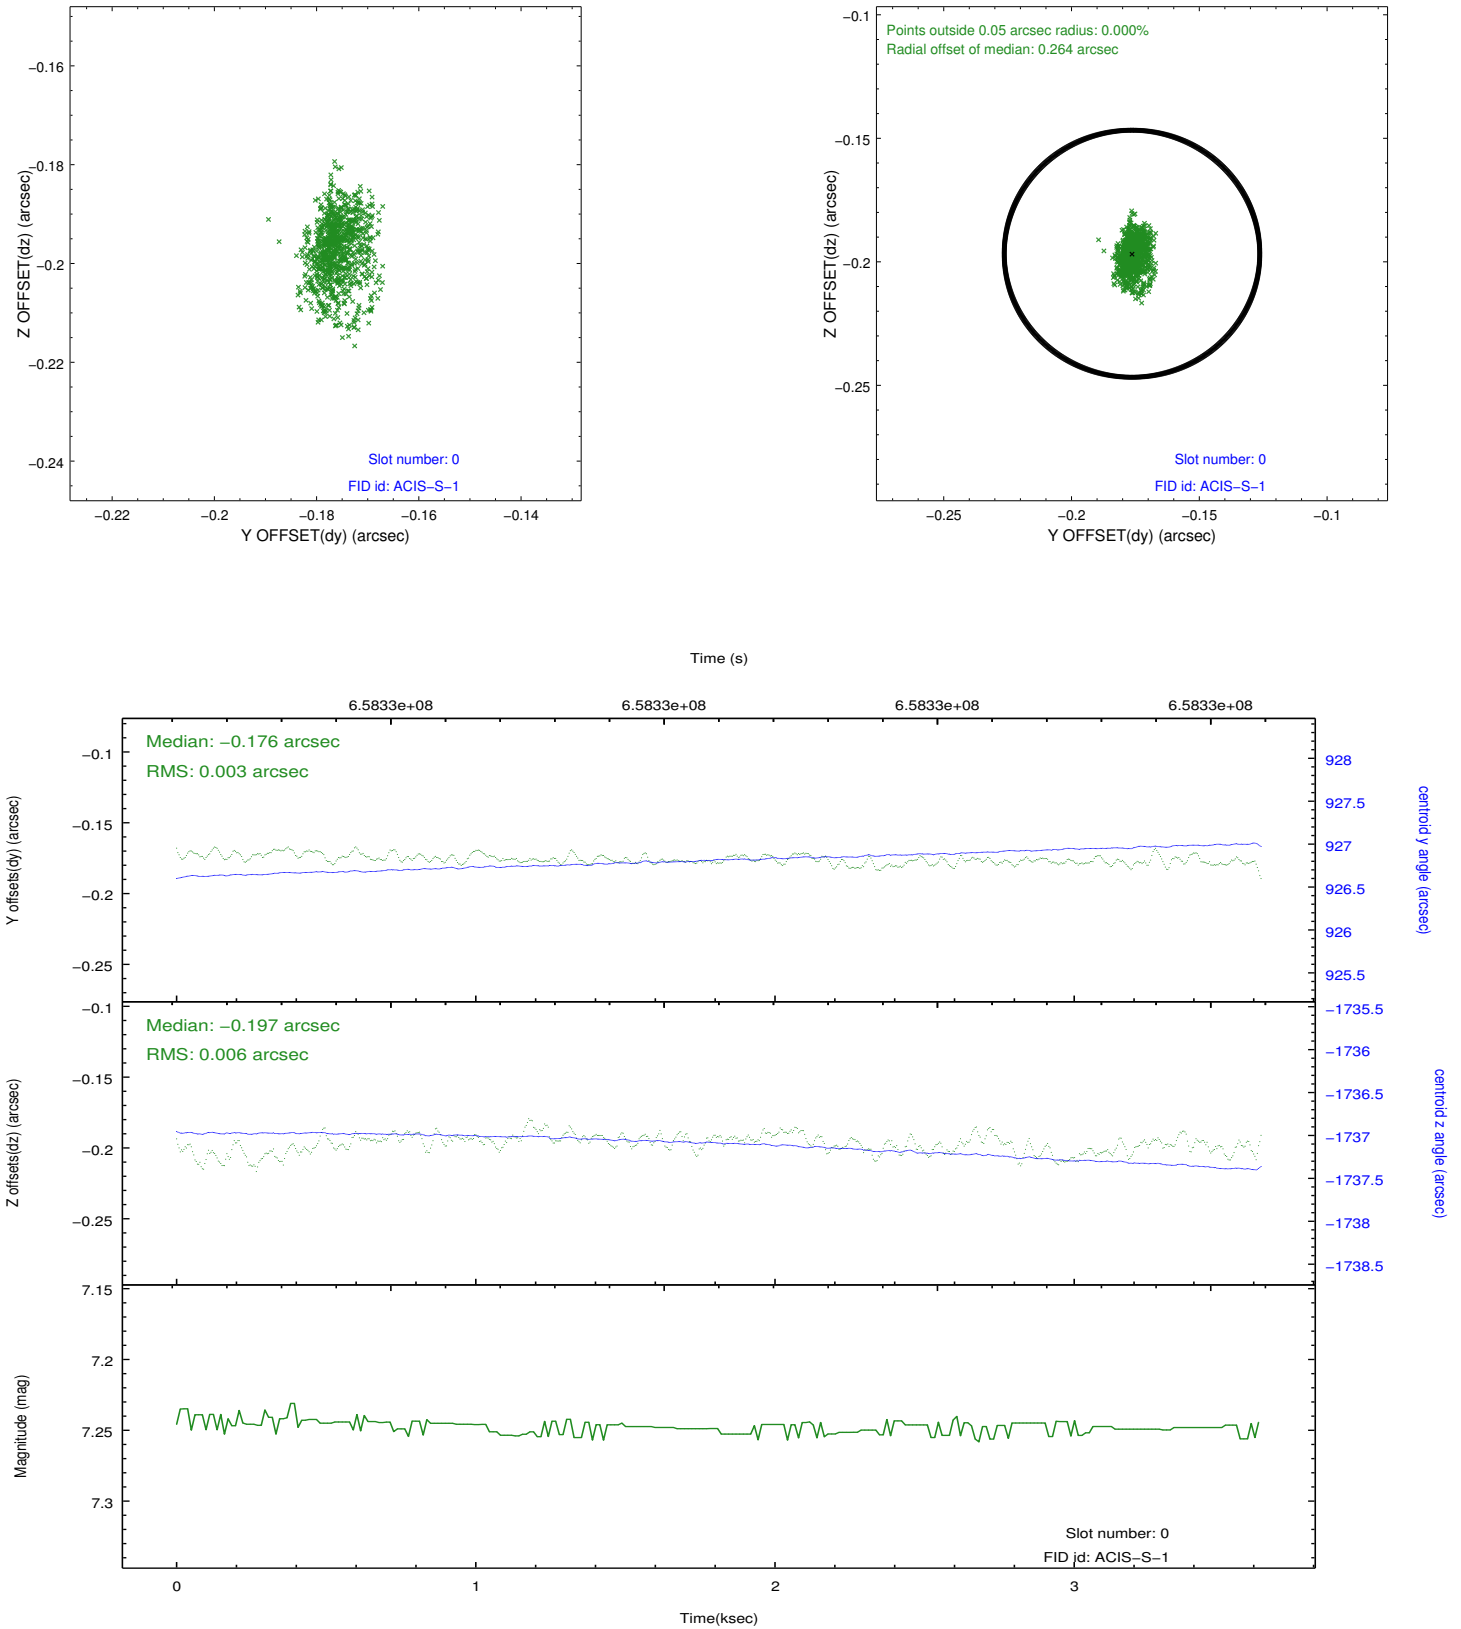 −0.16
−0.18
−0.2
−0.22
−0.24
Z OFFSET(dz) (arcsec)
Slot number: 0
FID id: ACIS−S−1
−0.22
−0.2
−0.18
−0.16
−0.14
Y OFFSET(dy) (arcsec)
−0.1
−0.15
−0.2
−0.25
Z OFFSET(dz) (arcsec)
Points outside 0.05 arcsec radius: 0.000%
Radial offset of median: 0.264 arcsec
Slot number: 0
FID id: ACIS−S−1
−0.25
−0.2
−0.15
−0.1
Y OFFSET(dy) (arcsec)
Time (s)
6.5833e+08
6.5833e+08
6.5833e+08
6.5833e+08
Median: −0.176 arcsec
RMS: 0.003 arcsec
−0.1
−0.15
−0.2
−0.25
Y offsets(dy) (arcsec)
928
927.5
927
926.5
926
925.5
centroid y angle (arcsec)
Median: −0.197 arcsec
RMS: 0.006 arcsec
−0.1
−0.15
−0.2
−0.25
Z offsets(dz) (arcsec)
−1735.5
−1736
−1736.5
−1737
−1737.5
−1738
−1738.5
centroid z angle (arcsec)
7.15
7.2
7.25
7.3
Magnitude (mag)
Slot number: 0
FID id: ACIS−S−1
0
1
2
3
Time(ksec)